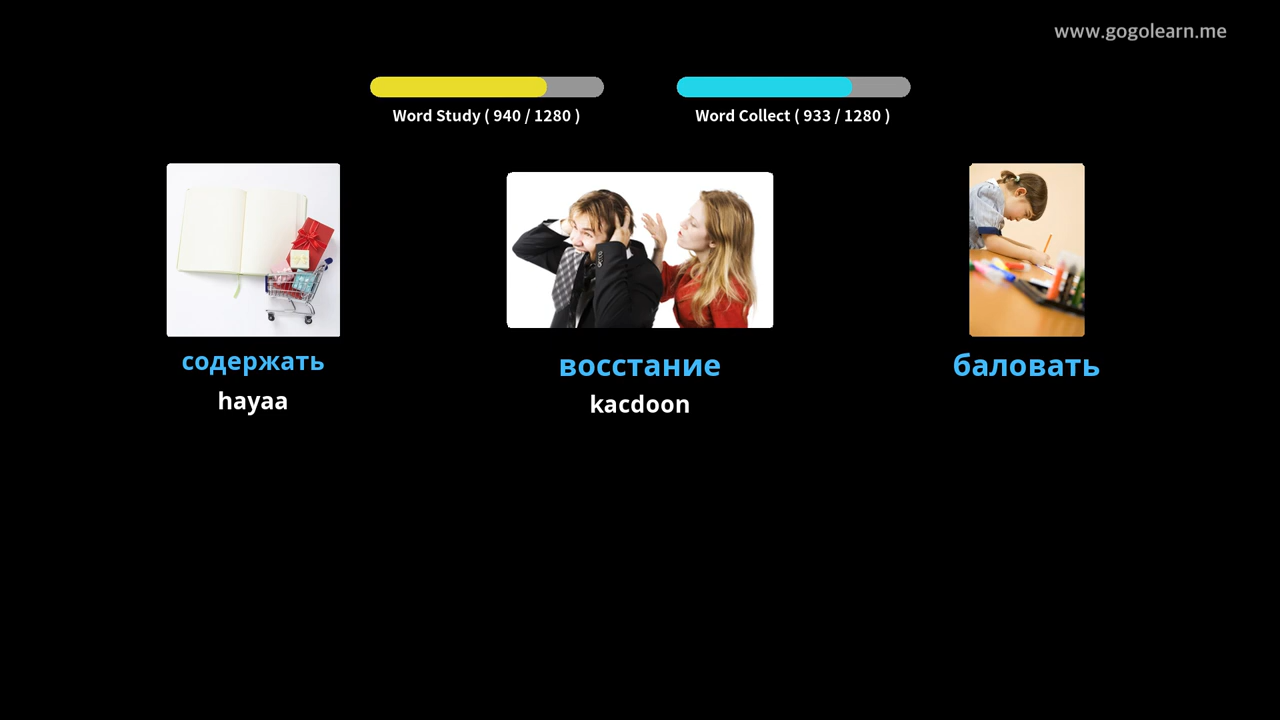 www.gogolearn.me
Word Study ( 940 / 1280 )
Word Collect ( 933 / 1280 )
содержать
hayaa
восстание
kacdoon
баловать